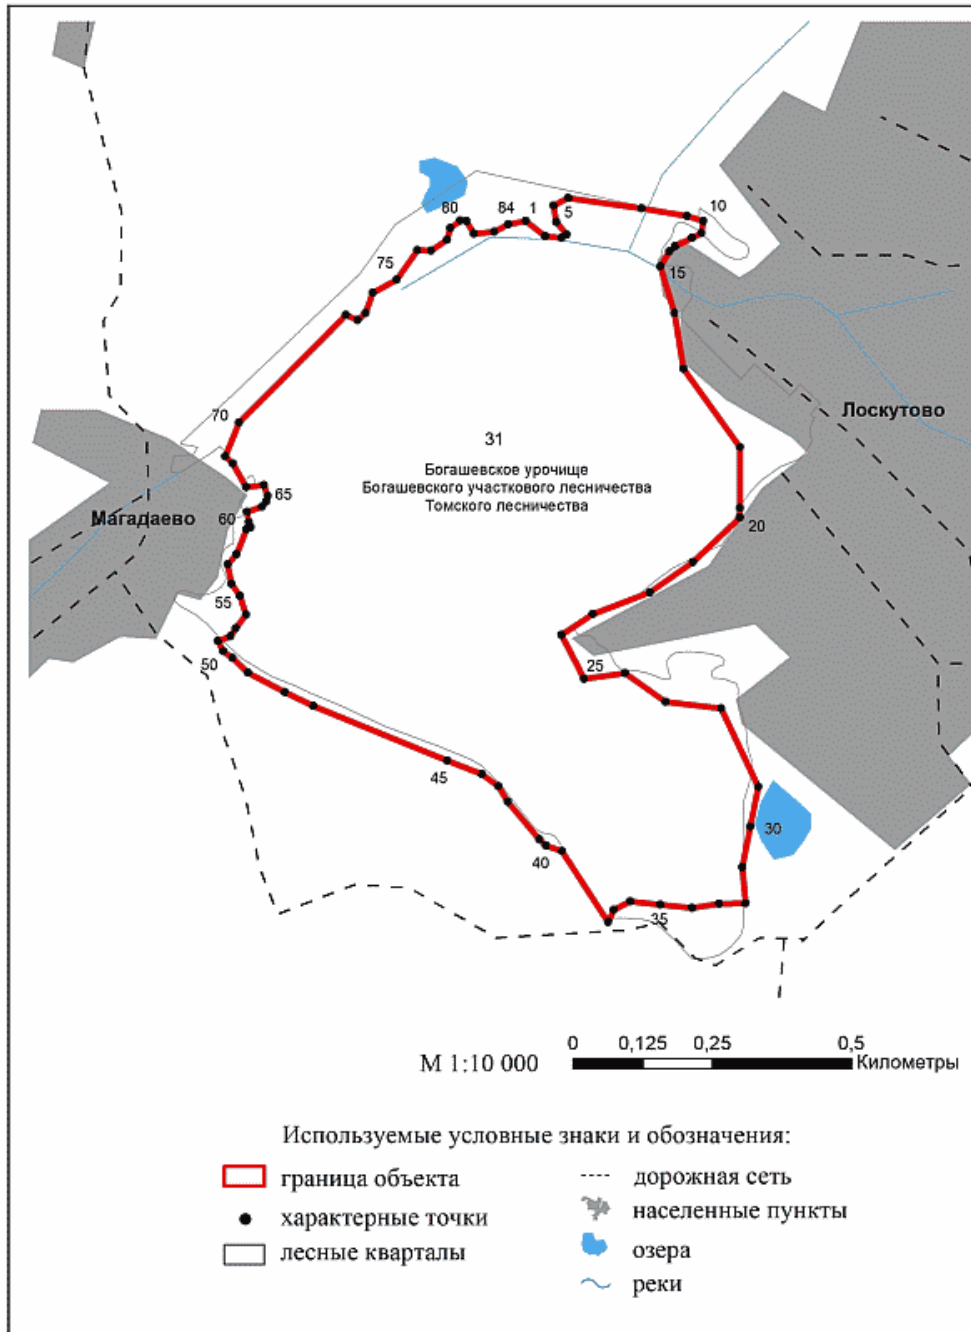 10
80
84
1
5
75
15
70
Лоскутово
31
Богашевское урочище
Богашевского участкового лесничества
Томского лесничества
65
Магадаево
60
20
55
50
25
45
30
40
35
0 0,125 0,25 0,5
М 1:10 000
Километры
Используемые условные знаки и обозначения:
граница объекта
характерные точки
лесные кварталы
дорожная сеть
населенные пункты
озера
реки